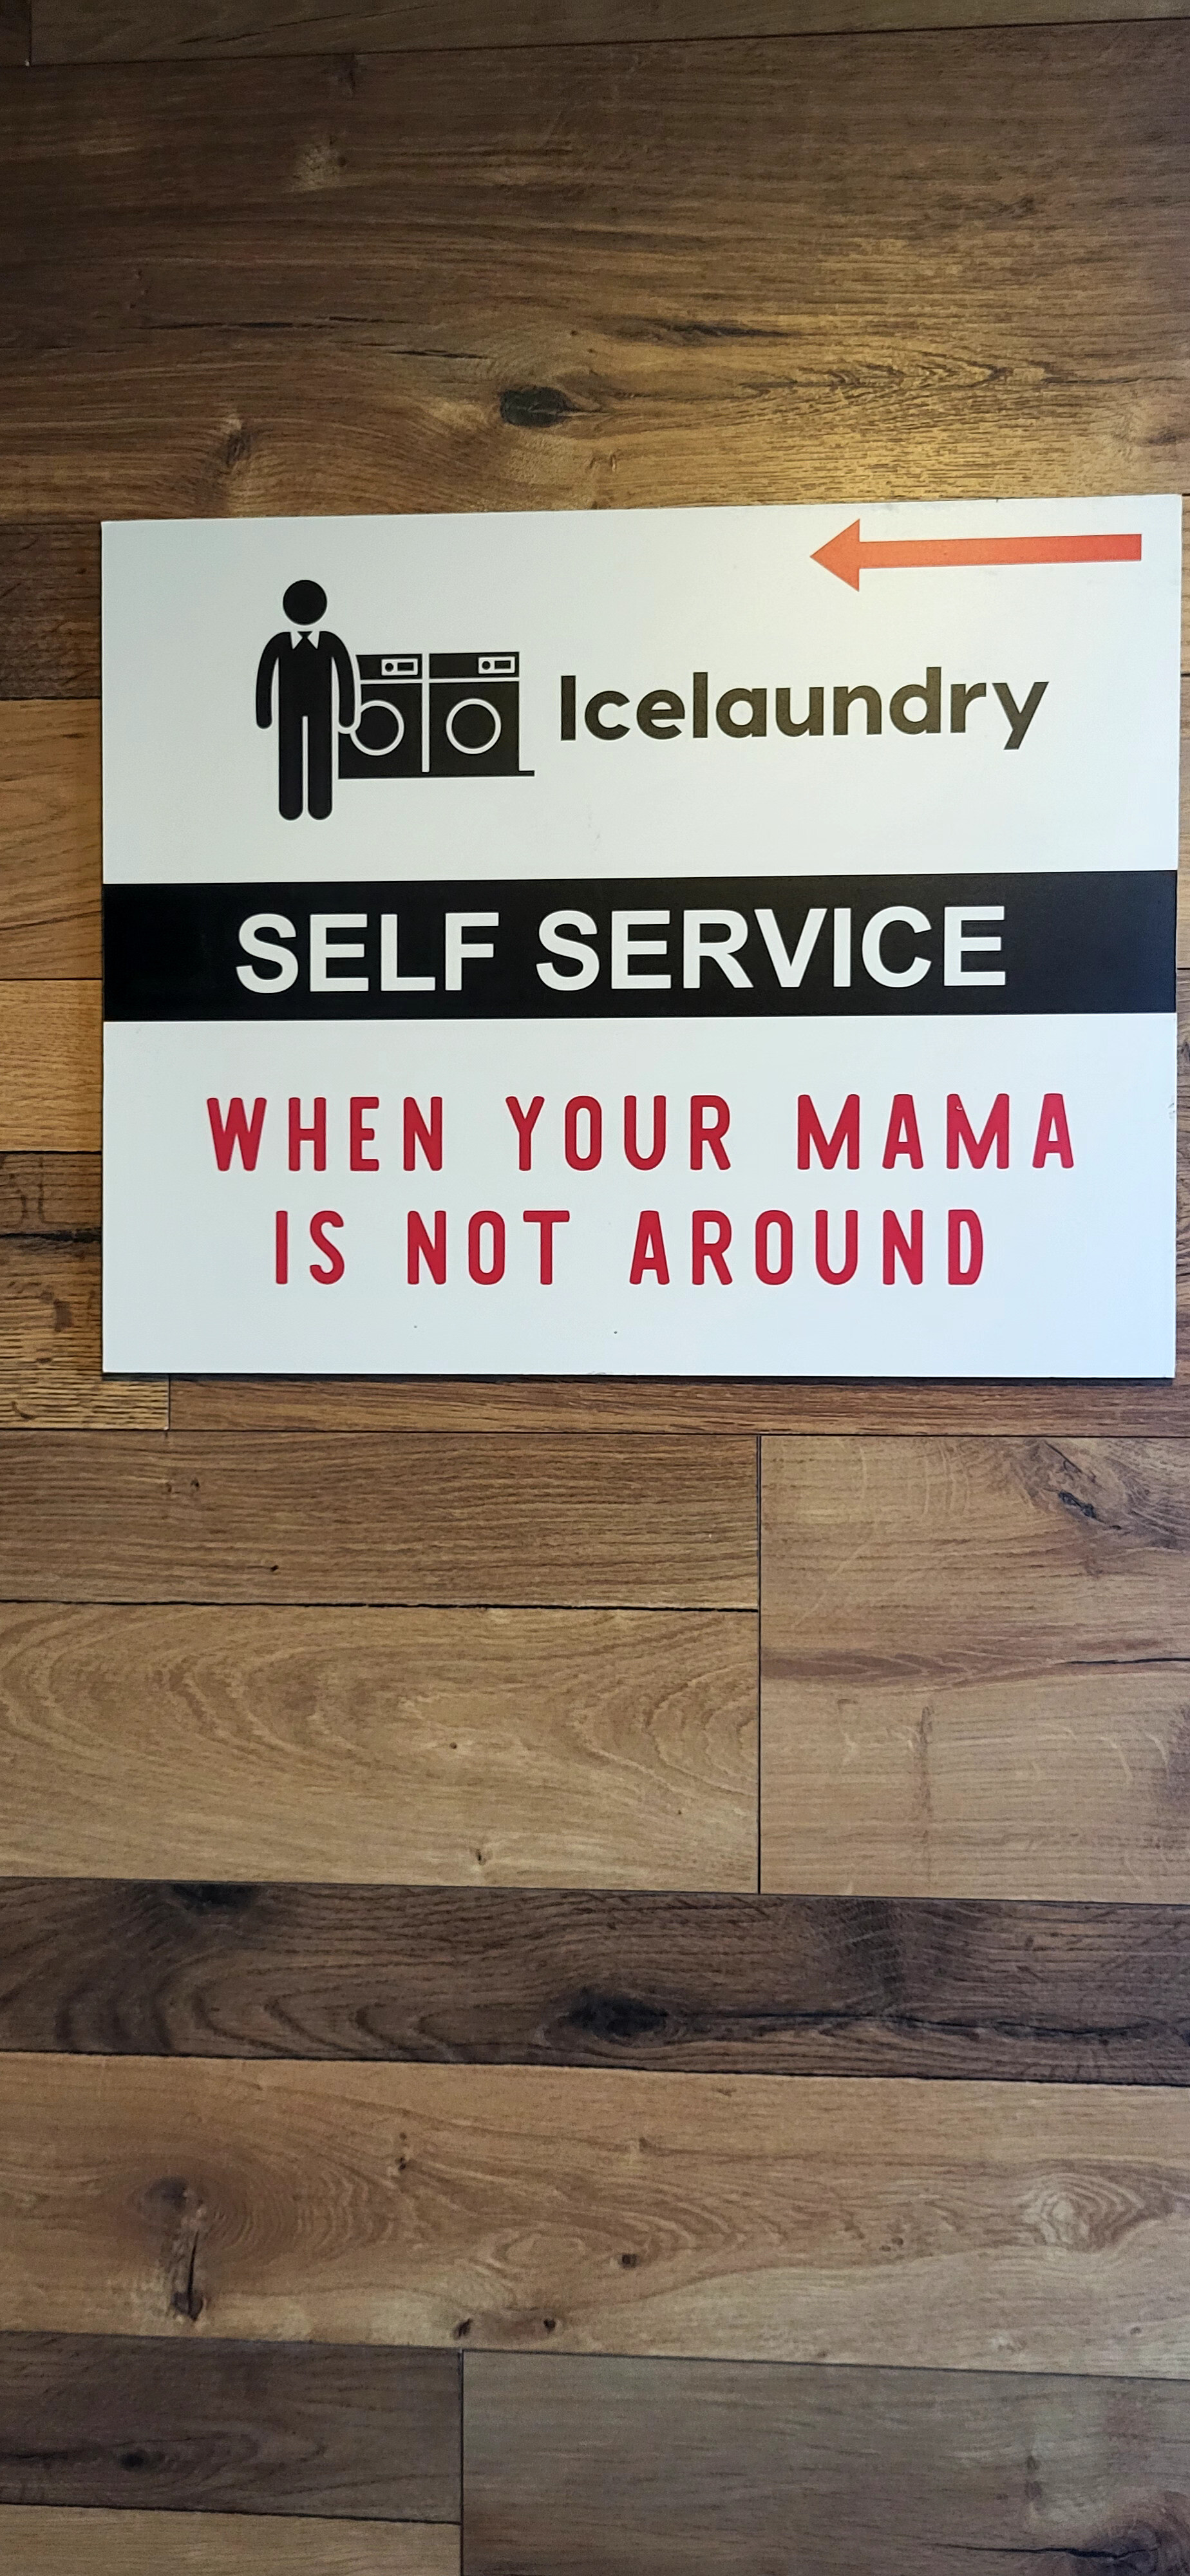 Icelaundry
SELF SERVICE
WHEN YOUR MAMA
IS NOT AROUND